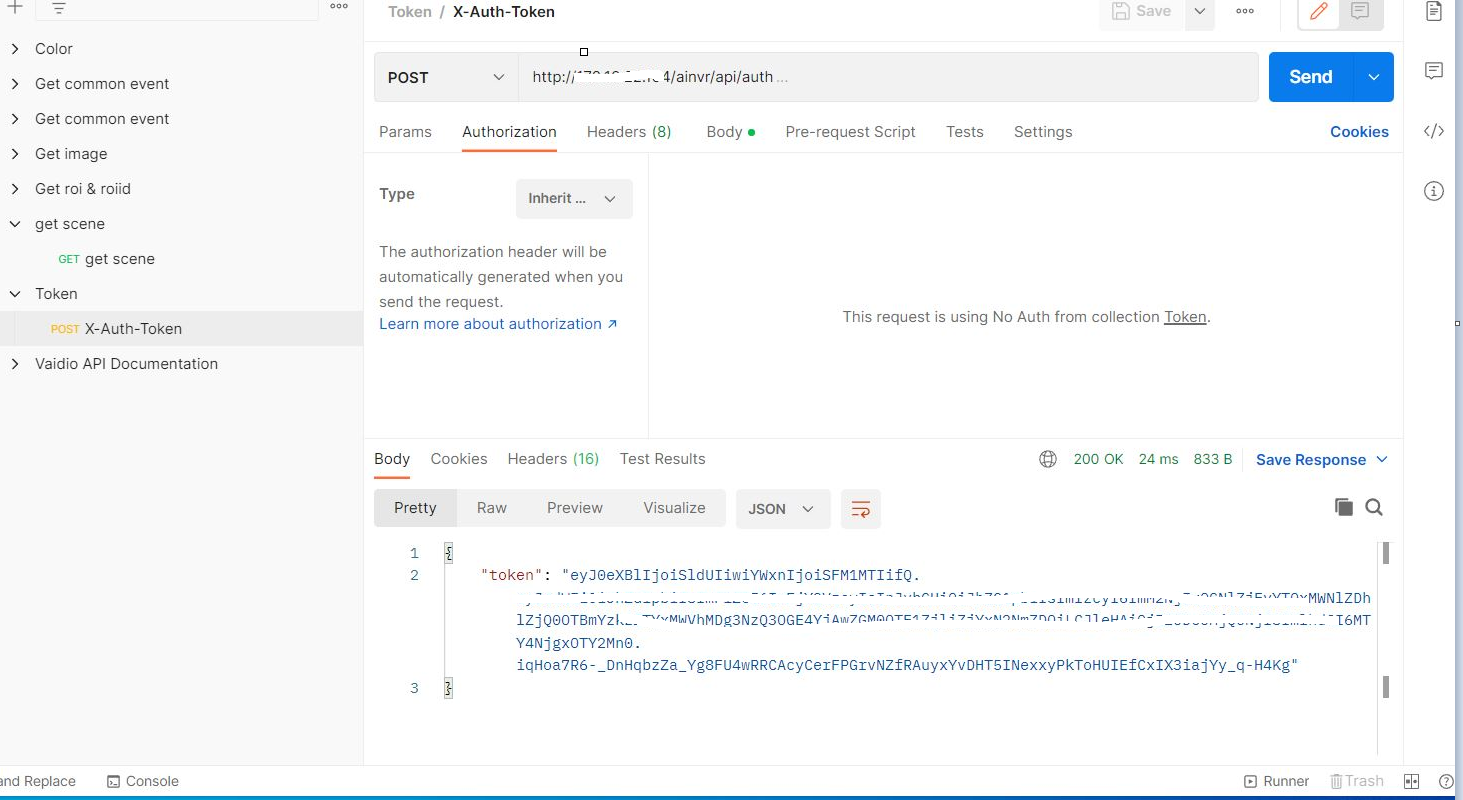 Token / X-Auth-Token
Save
Color
Get common event
Get common event
Get image
Get roi & roiid
get scene
GET get scene
Token
POST X-Auth-Token
Vaidio API Documentation
POST
http:// 4/ainvr/api/auth ...
Send
Params Authorization Headers (8) Body Pre-request Script Tests Settings Cookies
Type
Inherit ...
The authorization header will be
automatically generated when you
send the request.
Learn more about authorization ↗
This request is using No Auth from collection Token.
Body Cookies Headers (16) Test Results
200 OK 24 ms 833 B Save Response
Pretty Raw Preview Visualize JSON
1 {
2 "token": "eyJ0eXBlIjoiSldUIiwiYWxnIjoiSFM1MTIifQ.
Y4NjgxOTY2Mn0.
iqHoa7R6-_DnHqbzZa_Yg8FU4wRRCAcyCerFPGrvNZfRAuyxYvDHT5INexxyPkToHUIEfCxIX3iajYy_q-H4Kg"
3 }
and Replace
Console
Runner
Trash